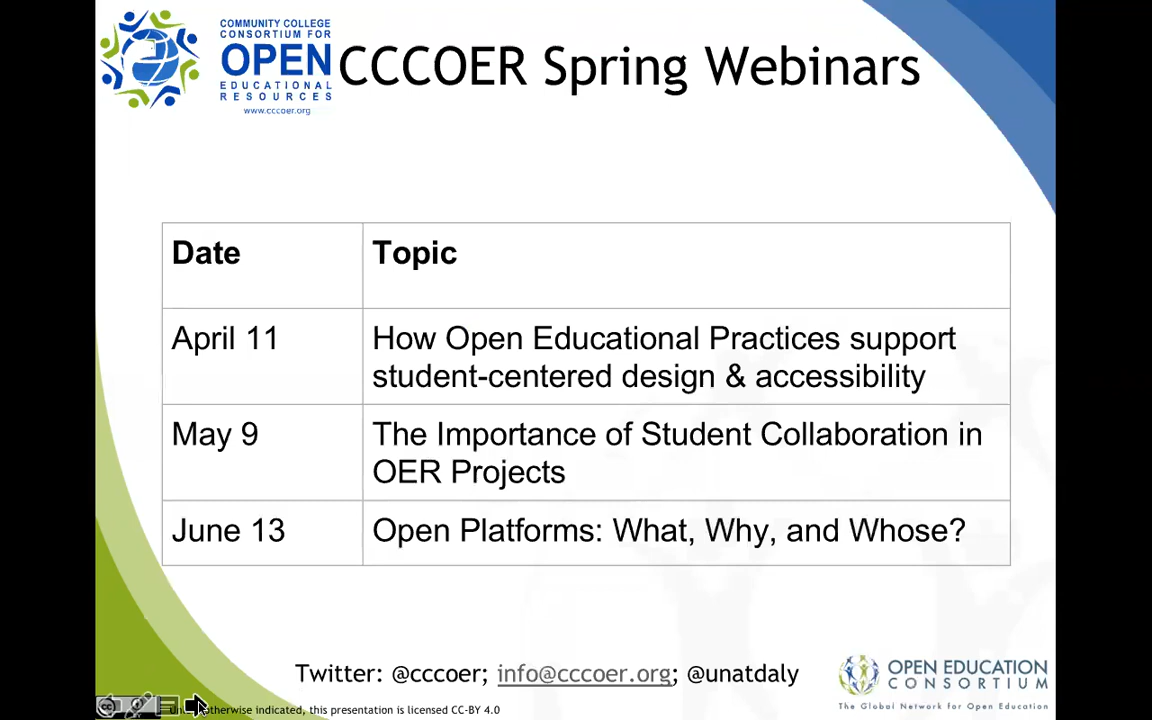 COMMUNITY COLLEGE
CONSORTIUM FOR
OPEN
EDUCATIONAL
RESOURCES
www.cccoer.org
CCCOER Spring Webinars
Date Topic
April 11 How Open Educational Practices support
student-centered design & accessibility
May 9 The Importance of Student Collaboration in
OER Projects
June 13 Open Platforms: What, Why, and Whose?
Twitter: @cccoer; info@cccoer.org; @unatdaly
OPEN EDUCATION
CONSORTIUM
The Global Network for Open Education
otherwise indicated, this presentation is licensed CC-BY 4.0